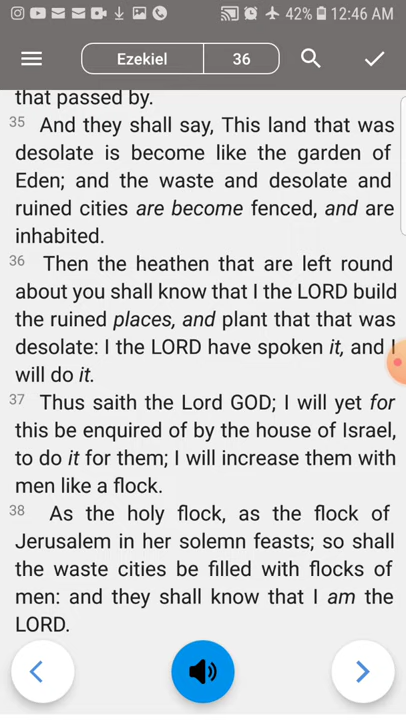 42% 12:46 AM
Ezekiel 36
that passed by.
35 And they shall say, This land that was
desolate is become like the garden of
Eden; and the waste and desolate and
ruined cities are become fenced, and are
inhabited.
36 Then the heathen that are left round
about you shall know that I the LORD build
the ruined places, and plant that that was
desolate: I the LORD have spoken it, and I
will do it.
37 Thus saith the Lord GOD; I will yet for
this be enquired of by the house of Israel,
to do it for them; I will increase them with
men like a flock.
38 As the holy flock, as the flock of
Jerusalem in her solemn feasts; so shall
the waste cities be filled with flocks of
men: and they shall know that I am the
LORD.